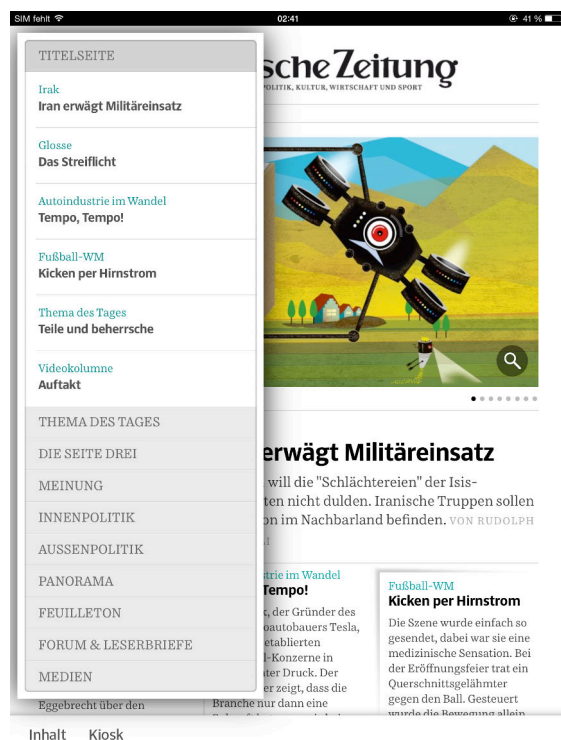 SIM fehlt
02:41
41 %
TITELSEITE
Irak
Iran erwägt Militäreinsatz
Glosse
Das Streiflicht
Autoindustrie im Wandel
Tempo, Tempo!
Fußball-WM
Kicken per Hirnstrom
Thema des Tages
Teile und beherrsche
Videokolumne
Auftakt
THEMA DES TAGES
DIE SEITE DREI
MEINUNG
INNENPOLITIK
AUSSENPOLITIK
PANORAMA
FEUILLETON
FORUM & LESERBRIEFE
MEDIEN
sche Zeitung
POLITIK, KULTUR, WIRTSCHAFT UND SPORT
erwägt Militäreinsatz
will die "Schlächtereien" der Isis-
ten nicht dulden. Iranische Truppen sollen
on im Nachbarland befinden. VON RUDOLPH
Eggebrecht über den
trie im Wandel
Tempo!
k, der Gründer des
oautobauers Tesla,
etablierten
l-Konzerne in
ter Druck. Der
er zeigt, dass die
Branche nur dann eine
Fußball-WM
Kicken per Hirnstrom
Die Szene wurde einfach so
gesendet, dabei war sie eine
medizinische Sensation. Bei
der Eröffnungsfeier trat ein
Querschnittsgelähmter
gegen den Ball. Gesteuert
wurde die Bewegung allein
Inhalt Kiosk